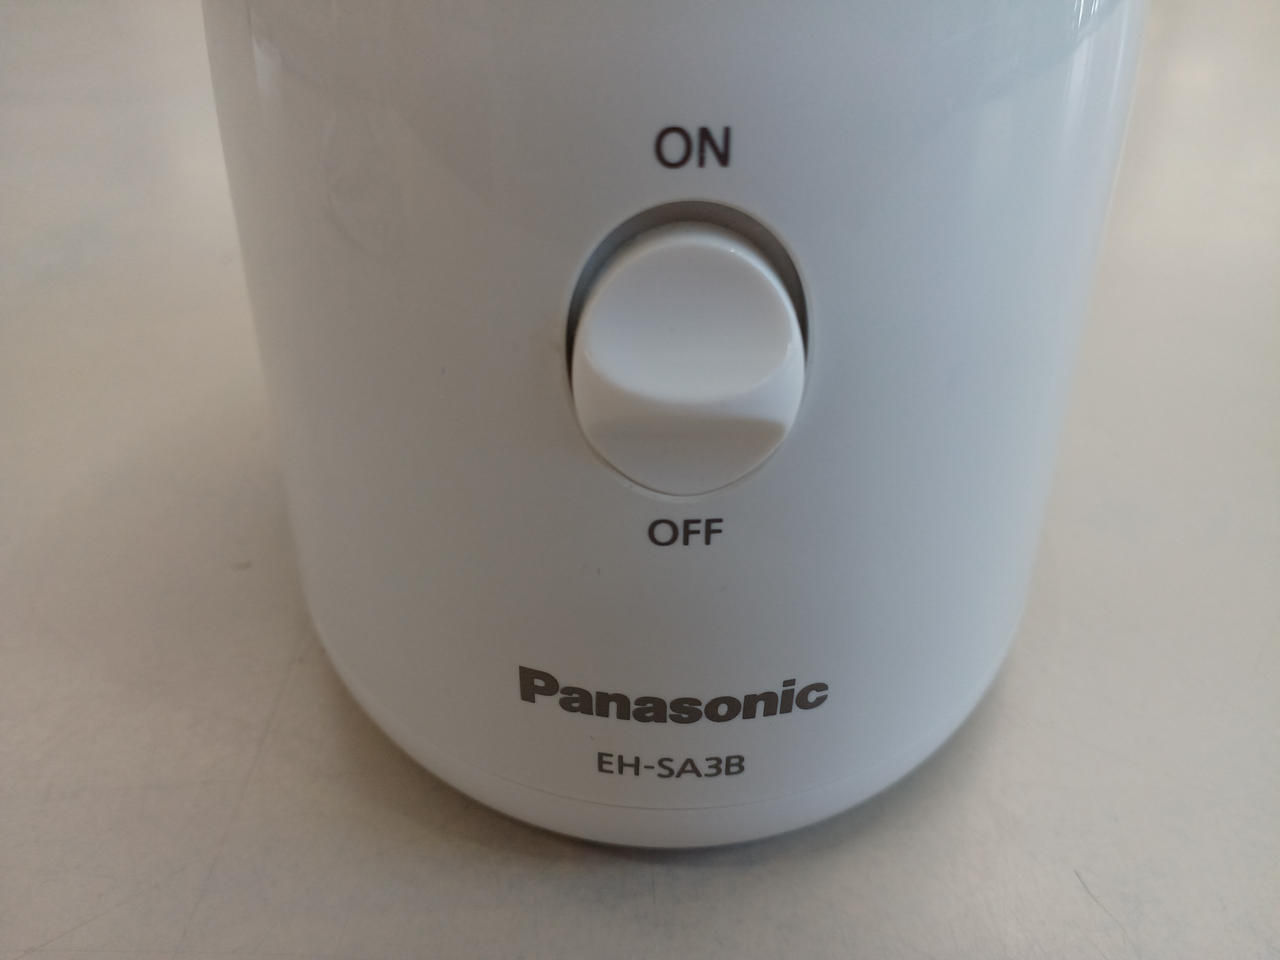 ON
OFF
Panasonic
EH-SA3B